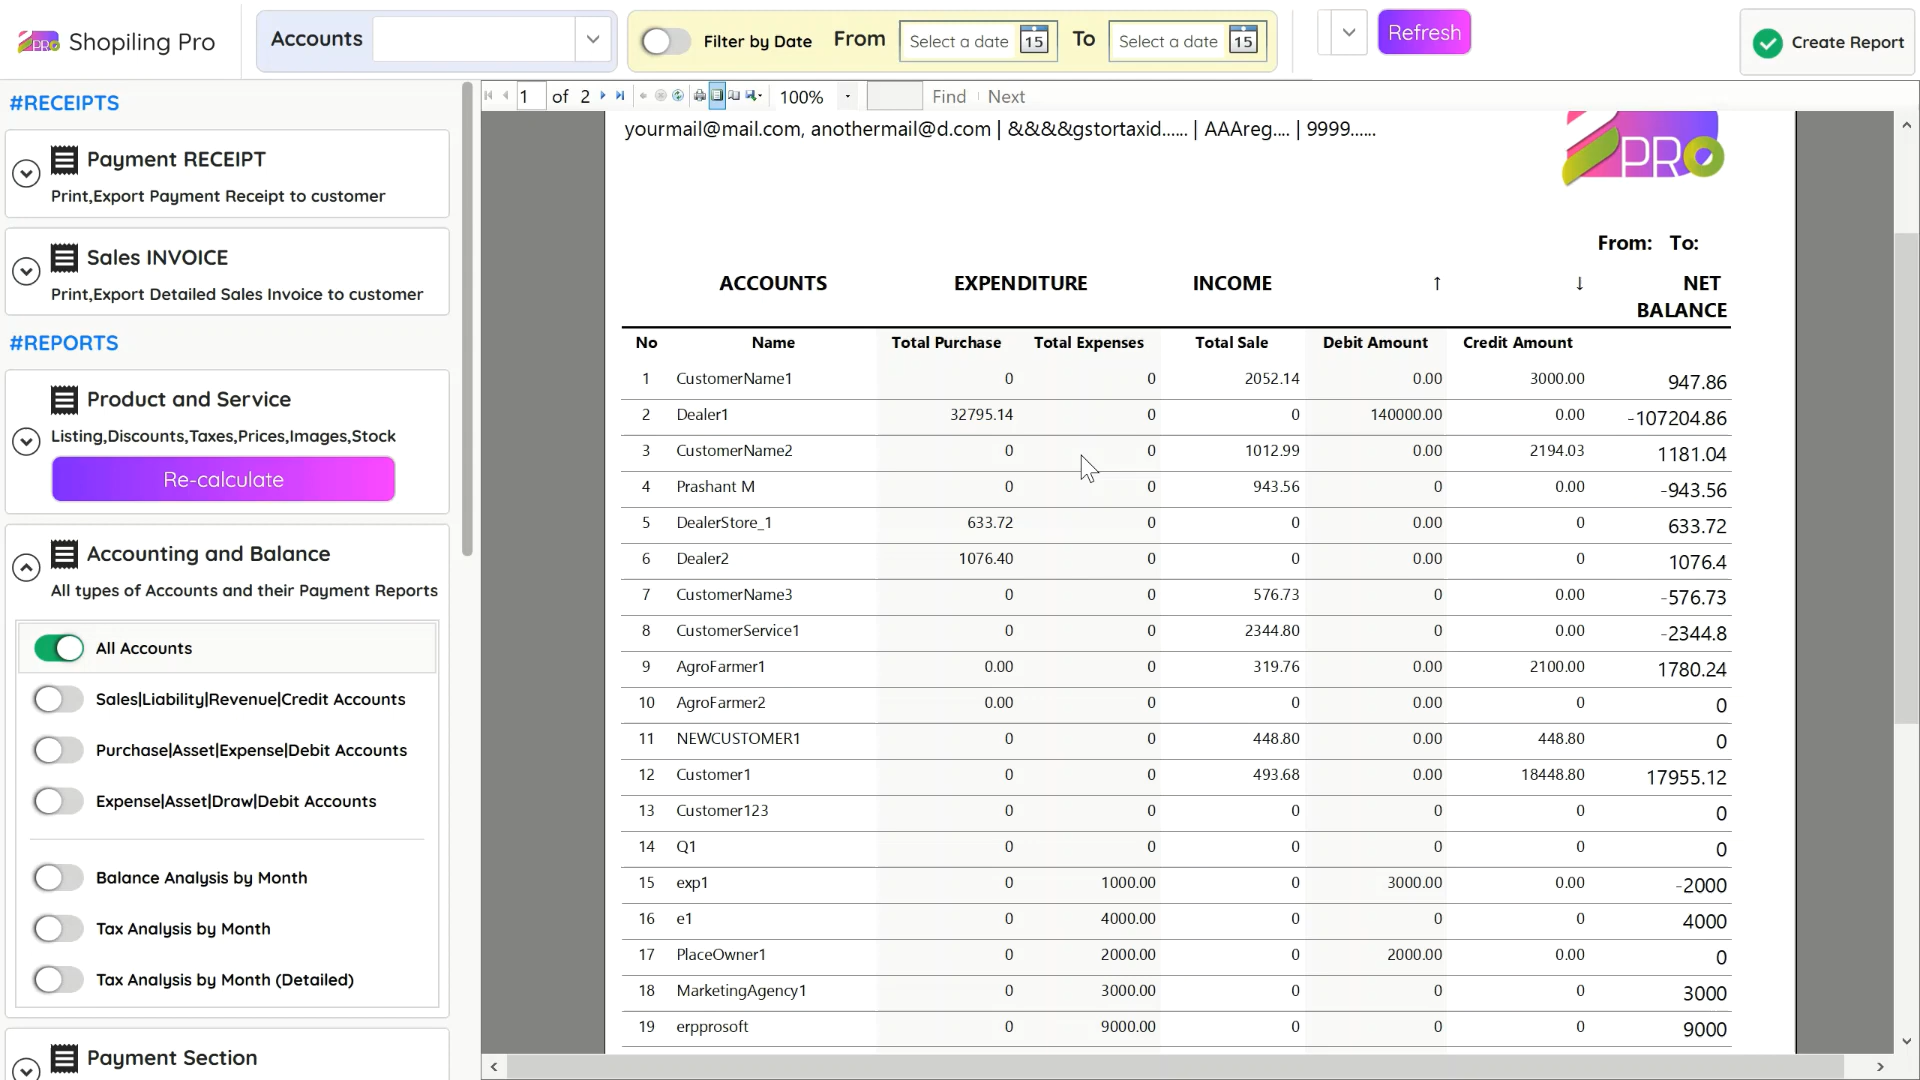 PRO Shopiling Pro
Accounts
Filter by Date From Select a date 15 To Select a date 15
Refresh
Create Report
#RECEIPTS
Payment RECEIPT
Print,Export Payment Receipt to customer
Sales INVOICE
Print,Export Detailed Sales Invoice to customer
#REPORTS
Product and Service
Listing,Discounts,Taxes,Prices,Images,Stock
Re-calculate
Accounting and Balance
All types of Accounts and their Payment Reports
All Accounts
Sales|Liability|Revenue|Credit Accounts
Purchase|Asset|Expense|Debit Accounts
Expense|Asset|Draw|Debit Accounts
Balance Analysis by Month
Tax Analysis by Month
Tax Analysis by Month (Detailed)
Payment Section
1 of 2 100% Find Next
yourmail@mail.com, anothermail@d.com | &&&&gstortaxid...... | AAAreg.... | 9999......
PRO
From: To:
ACCOUNTS EXPENDITURE INCOME ↑ ↓ NET
BALANCE
No Name Total Purchase Total Expenses Total Sale Debit Amount Credit Amount
1 CustomerName1 0 0 2052.14 0.00 3000.00 947.86
2 Dealer1 32795.14 0 0 140000.00 0.00 -107204.86
3 CustomerName2 0 0 1012.99 0.00 2194.03 1181.04
4 Prashant M 0 0 943.56 0 0.00 -943.56
5 DealerStore_1 633.72 0 0 0.00 0 633.72
6 Dealer2 1076.40 0 0 0.00 0 1076.4
7 CustomerName3 0 0 576.73 0 0.00 -576.73
8 CustomerService1 0 0 2344.80 0 0.00 -2344.8
9 AgroFarmer1 0.00 0 319.76 0.00 2100.00 1780.24
10 AgroFarmer2 0.00 0 0 0.00 0 0
11 NEWCUSTOMER1 0 0 448.80 0.00 448.80 0
12 Customer1 0 0 493.68 0.00 18448.80 17955.12
13 Customer123 0 0 0 0 0 0
14 Q1 0 0 0 0 0 0
15 exp1 0 1000.00 0 3000.00 0.00 -2000
16 e1 0 4000.00 0 0 0 4000
17 PlaceOwner1 0 2000.00 0 2000.00 0.00 0
18 MarketingAgency1 0 3000.00 0 0 0 3000
19 erpprosoft 0 9000.00 0 0 0 9000